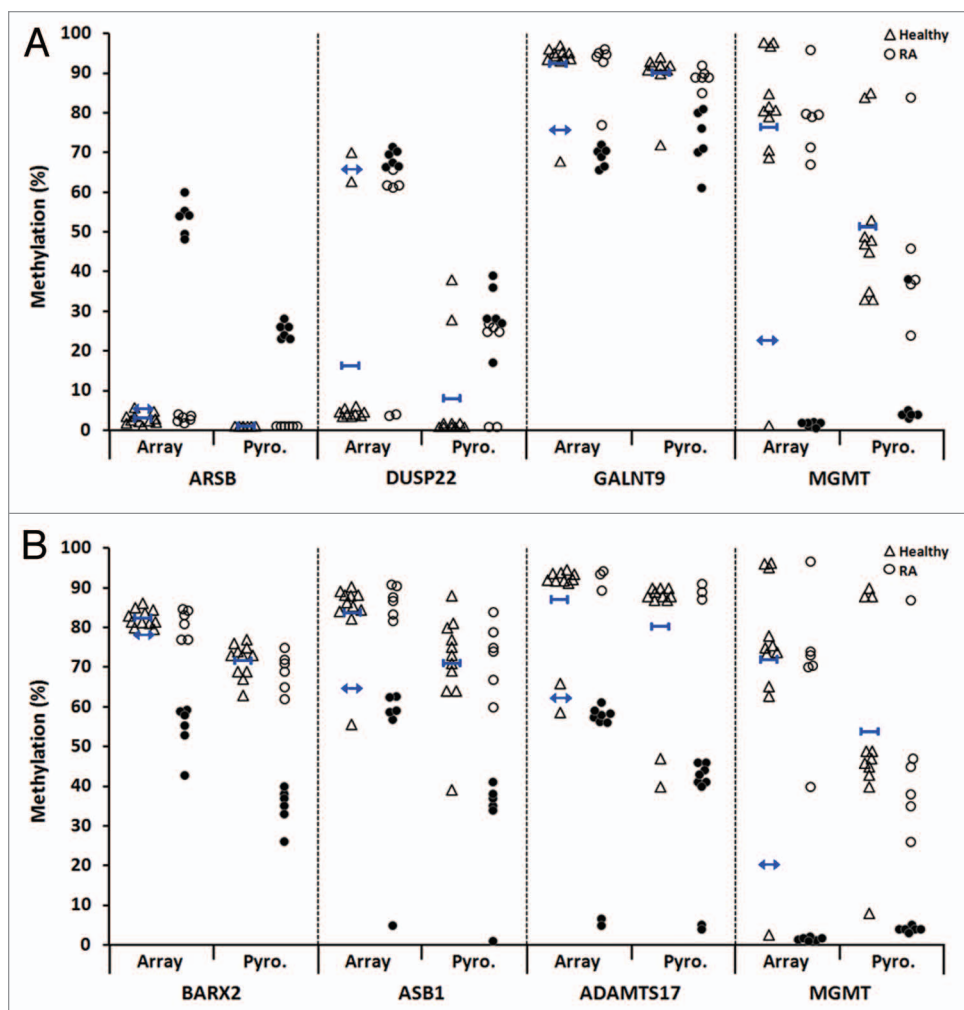 A
Methylation (%)
100
90
80
70
60
50
40
30
20
10
0
Healthy
RA
Array Pyro. Array Pyro. Array Pyro. Array Pyro.
ARSB DUSP22 GALNT9 MGMT
B
Methylation (%)
100
90
80
70
60
50
40
30
20
10
0
Healthy
RA
Array Pyro. Array Pyro. Array Pyro. Array Pyro.
BARX2 ASB1 ADAMTS17 MGMT